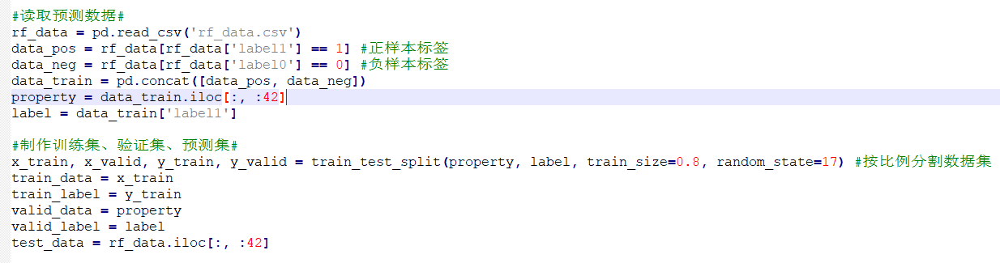 #读取预测数据#
rf_data = pd.read_csv('rf_data.csv')
data_pos = rf_data[rf_data['label1'] == 1] #正样本标签
data_neg = rf_data[rf_data['label0'] == 0] #负样本标签
data_train = pd.concat([data_pos, data_neg])
property = data_train.iloc[:, :42]
label = data_train['label1']
#制作训练集、验证集、预测集#
x_train, x_valid, y_train, y_valid = train_test_split(property, label, train_size=0.8, random_state=17) #按比例分割数据集
train_data = x_train
train_label = y_train
valid_data = property
valid_label = label
test_data = rf_data.iloc[:, :42]